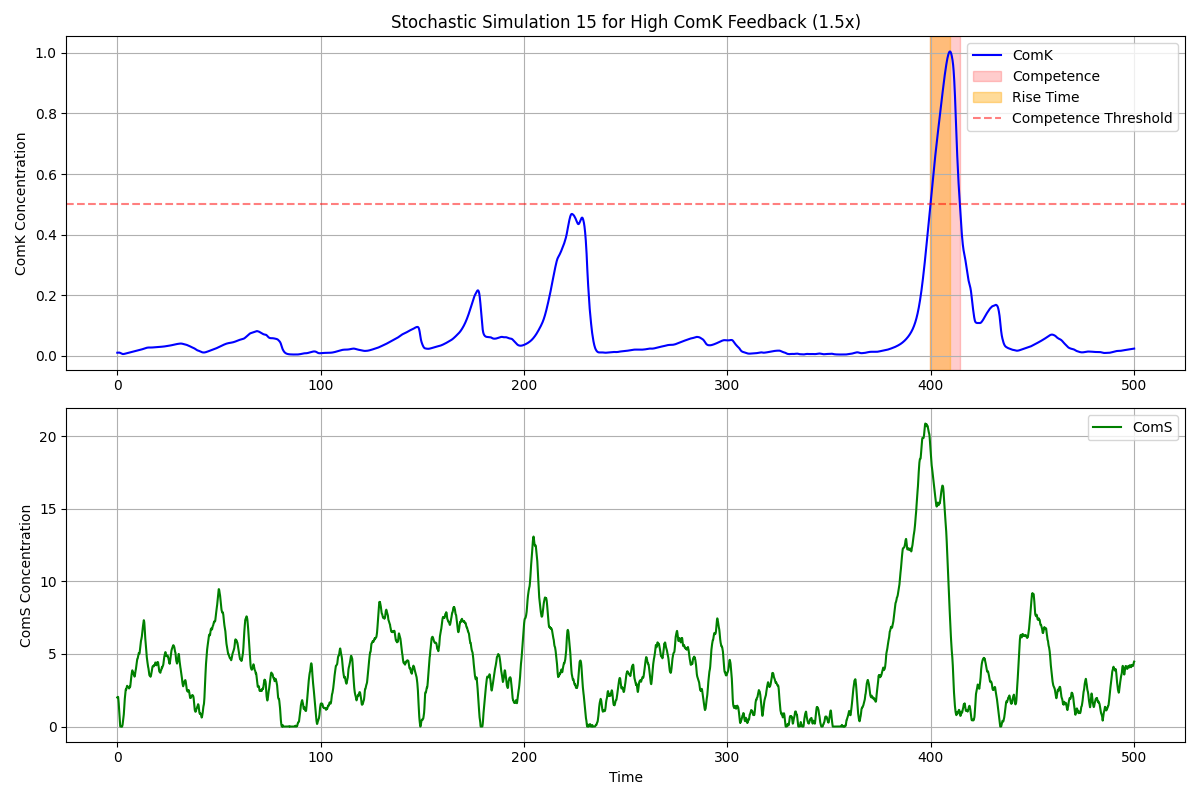 Stochastic Simulation 15 for High ComK Feedback (1.5x)
ComK Concentration
1.0
0.8
0.6
0.4
0.2
0.0
ComK
Competence
Rise Time
Competence Threshold
0 100 200 300 400 500
ComS Concentration
20
15
10
5
0
ComS
0 100 200 300 400 500
Time